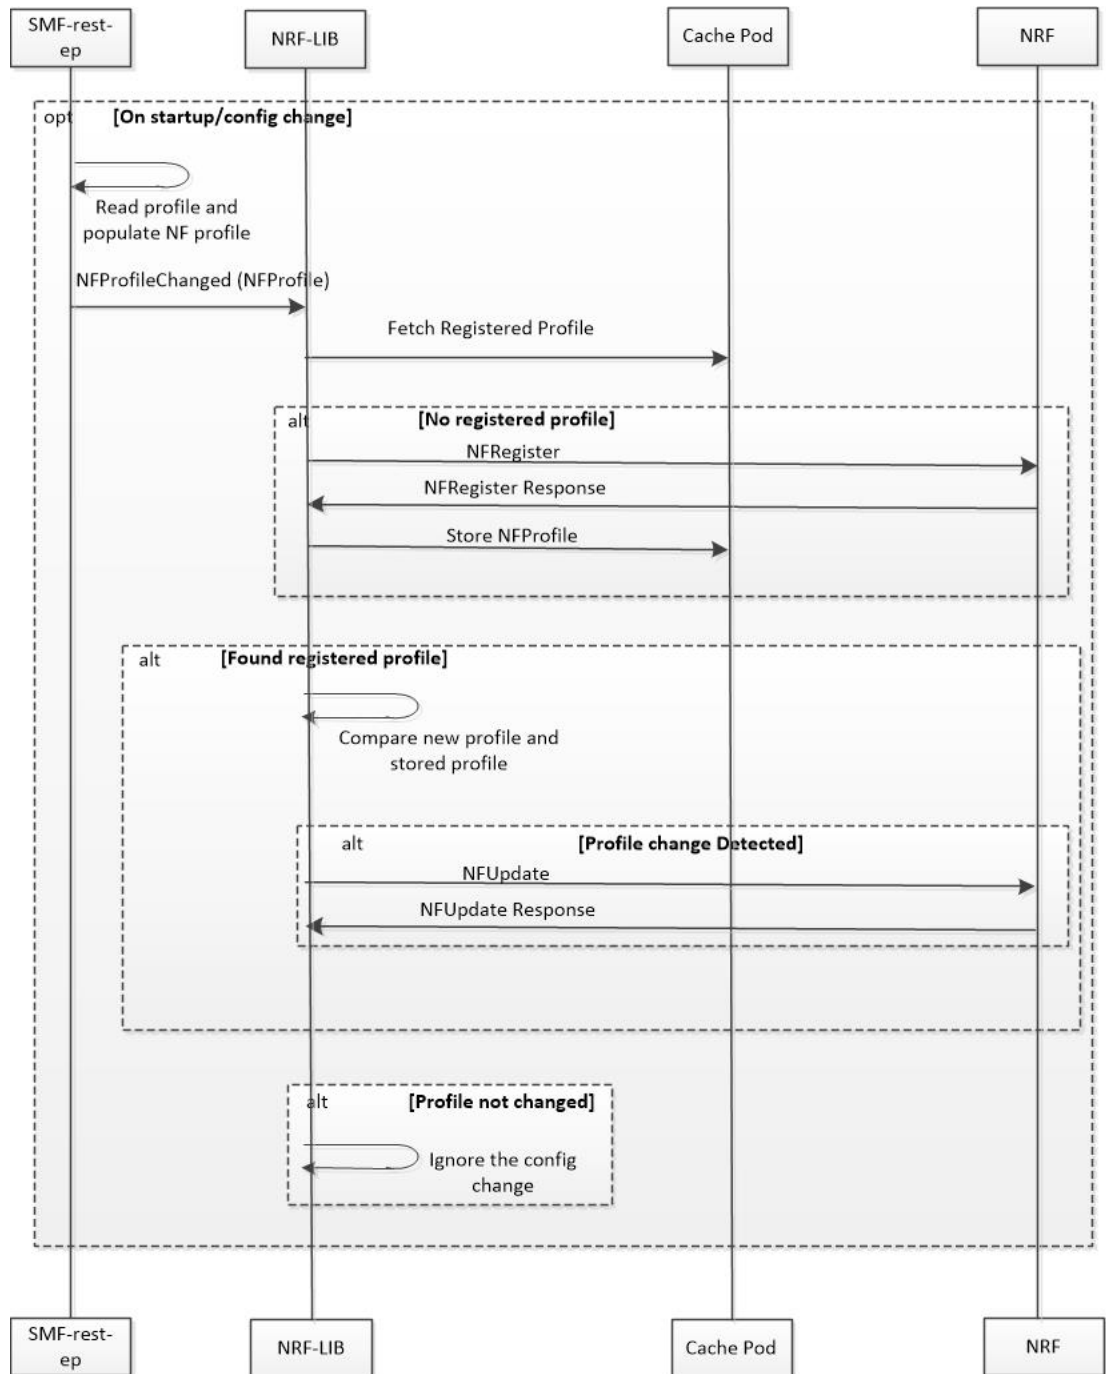 SMF-rest-
ep
NRF-LIB
Cache Pod
NRF
opt
[On startup/config change]
Read profile and
populate NF profile
NFProfileChanged (NFProfile)
Fetch Registered Profile
alt
[No registered profile]
NFRegister
NFRegister Response
Store NFProfile
alt
[Found registered profile]
Compare new profile and
stored profile
alt
[Profile change Detected]
NFUpdate
NFUpdate Response
alt
[Profile not changed]
Ignore the config
change
SMF-rest-
ep
NRF-LIB
Cache Pod
NRF